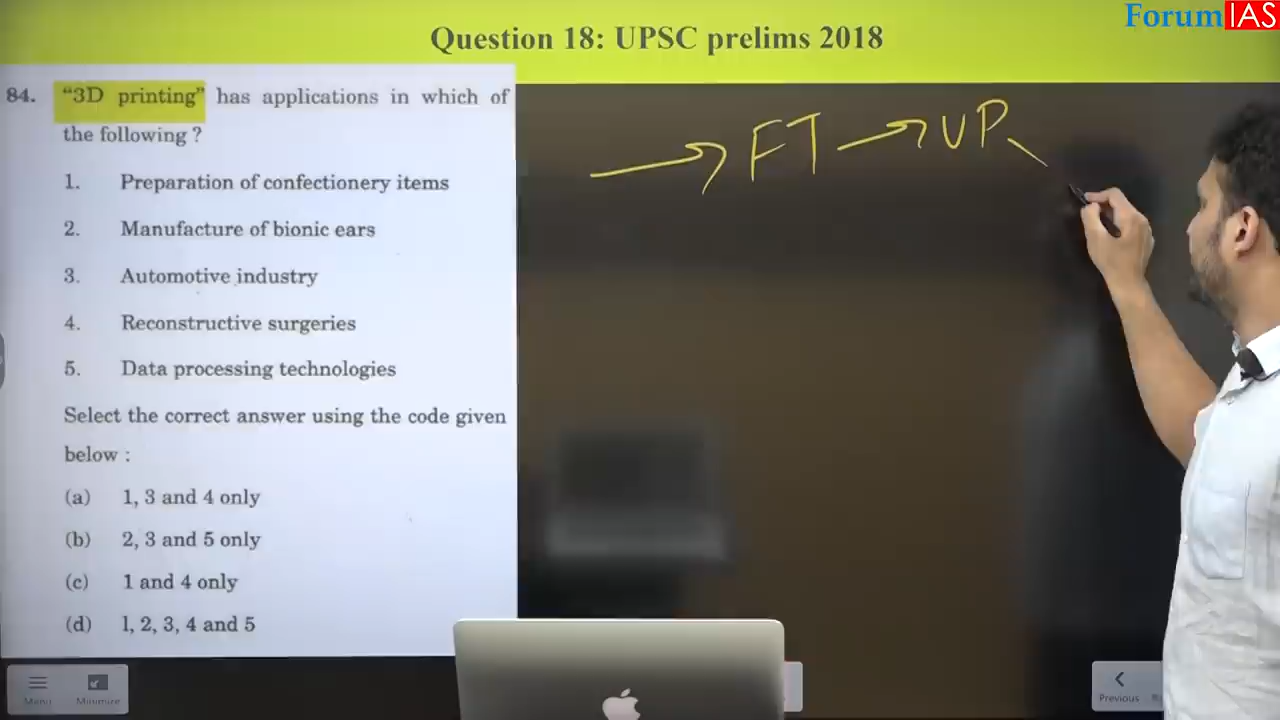 ForumIAS
Question 18: UPSC prelims 2018
84. “3D printing” has applications in which of
the following ?
1. Preparation of confectionery items
2. Manufacture of bionic ears
3. Automotive industry
4. Reconstructive surgeries
5. Data processing technologies
Select the correct answer using the code given
below :
(a) 1, 3 and 4 only
(b) 2, 3 and 5 only
(c) 1 and 4 only
(d) 1, 2, 3, 4 and 5
→ FT → UP
Menu
Minimize
Previous